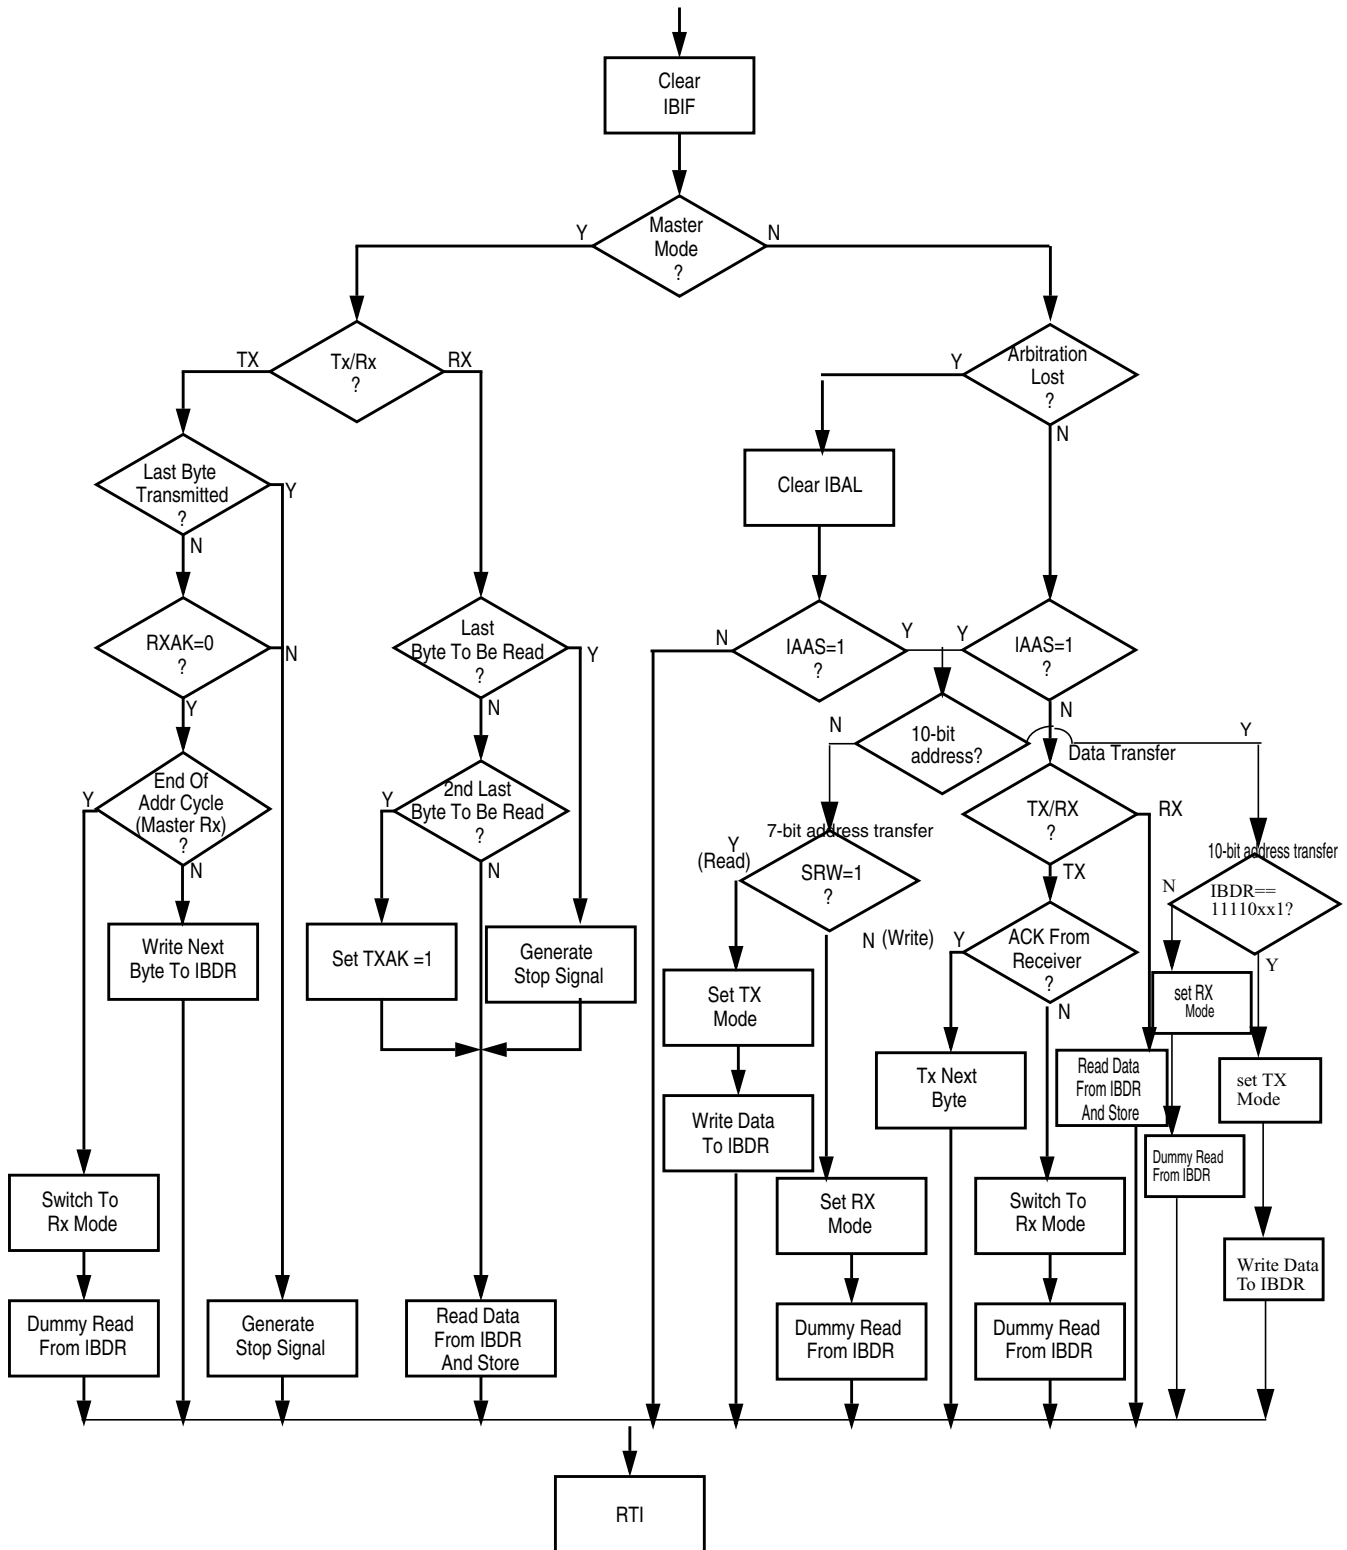 Clear
IBIF
Master
Mode
?
Y
N
Tx/Rx
?
TX
RX
Arbitration
Lost
?
Y
N
Last Byte
Transmitted
?
Y
N
Clear IBAL
RXAK=0
?
N
Y
Last
Byte To Be Read
?
Y
N
IAAS=1
?
N
Y
IAAS=1
?
Y
N
10-bit
address?
N
Y
Data Transfer
End Of
Addr Cycle
(Master Rx)
?
Y
N
2nd Last
Byte To Be Read
?
Y
N
7-bit address transfer
SRW=1
?
Y
(Read)
N (Write)
TX/RX
?
RX
TX
10-bit address transfer
IBDR==
11110xx1?
N
Y
Write Next
Byte To IBDR
Set TXAK =1
Generate
Stop Signal
Set TX
Mode
ACK From
Receiver
?
Y
N
set RX
Mode
Tx Next
Byte
Read Data
From IBDR
And Store
set TX
Mode
Write Data
To IBDR
Dummy Read
From IBDR
Switch To
Rx Mode
Set RX
Mode
Switch To
Rx Mode
Write Data
To IBDR
Dummy Read
From IBDR
Generate
Stop Signal
Read Data
From IBDR
And Store
Dummy Read
From IBDR
Dummy Read
From IBDR
RTI